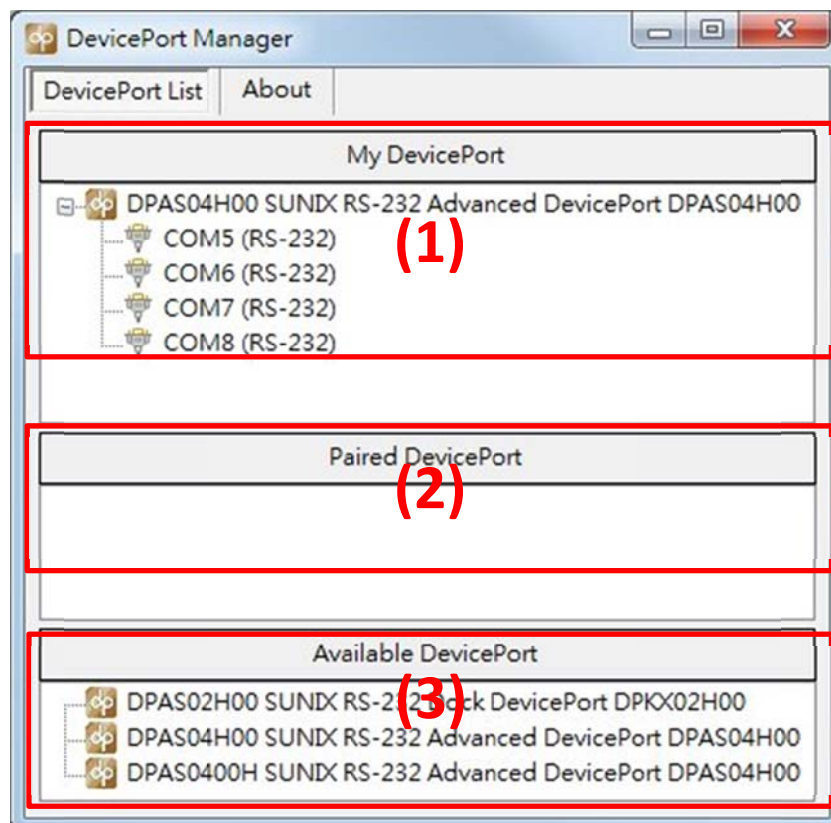 DevicePort Manager
DevicePort List About
My DevicePort
DPAS04H00 SUNIX RS-232 Advanced DevicePort DPAS04H00
(1)
COM5 (RS-232)
COM6 (RS-232)
COM7 (RS-232)
COM8 (RS-232)
Paired DevicePort
(2)
Available DevicePort
(3)
DPAS02H00 SUNIX RS-232 Dock DevicePort DPKX02H00
DPAS04H00 SUNIX RS-232 Advanced DevicePort DPAS04H00
DPAS0400H SUNIX RS-232 Advanced DevicePort DPAS04H00